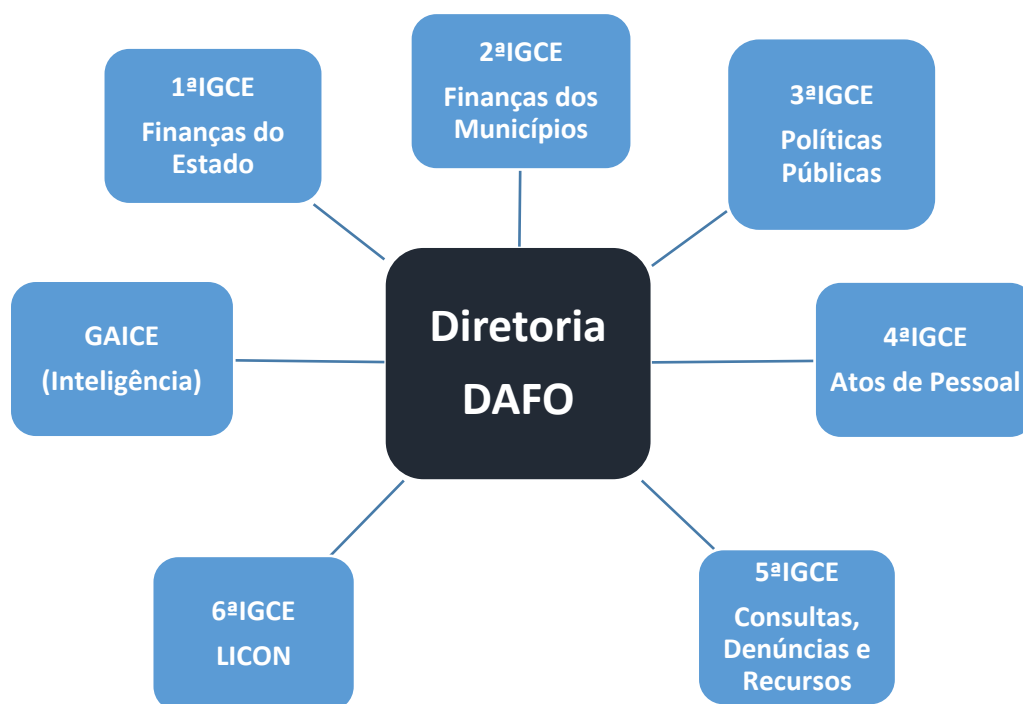 1ªIGCE
Finanças do
Estado
2ªIGCE
Finanças dos
Municípios
3ªIGCE
Políticas
Públicas
GAICE
(Inteligência)
Diretoria
DAFO
4ªIGCE
Atos de Pessoal
6ªIGCE
LICON
5ªIGCE
Consultas,
Denúncias e
Recursos